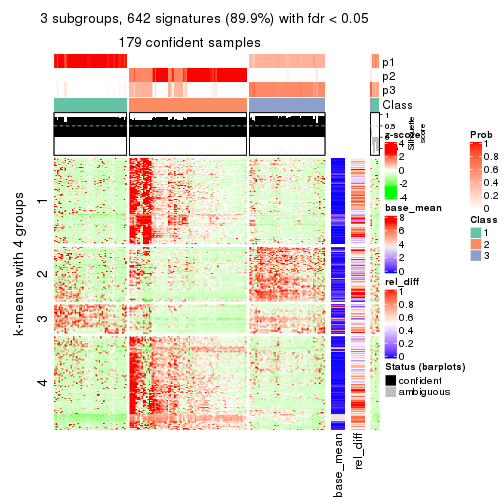 3 subgroups, 642 signatures (89.9%) with fdr < 0.05
179 confident samples
p1
p2
p3
Class
1
0.5
0
Silhouette
score
k-means with 4 groups
1
2
3
4
base_mean
rel_diff
z-score
4
2
0
-2
-4
base_mean
8
6
4
2
0
rel_diff
1
0.8
0.6
0.4
0.2
0
Status (barplots)
confident
ambiguous
Prob
1
0.8
0.6
0.4
0.2
0
Class
1
2
3